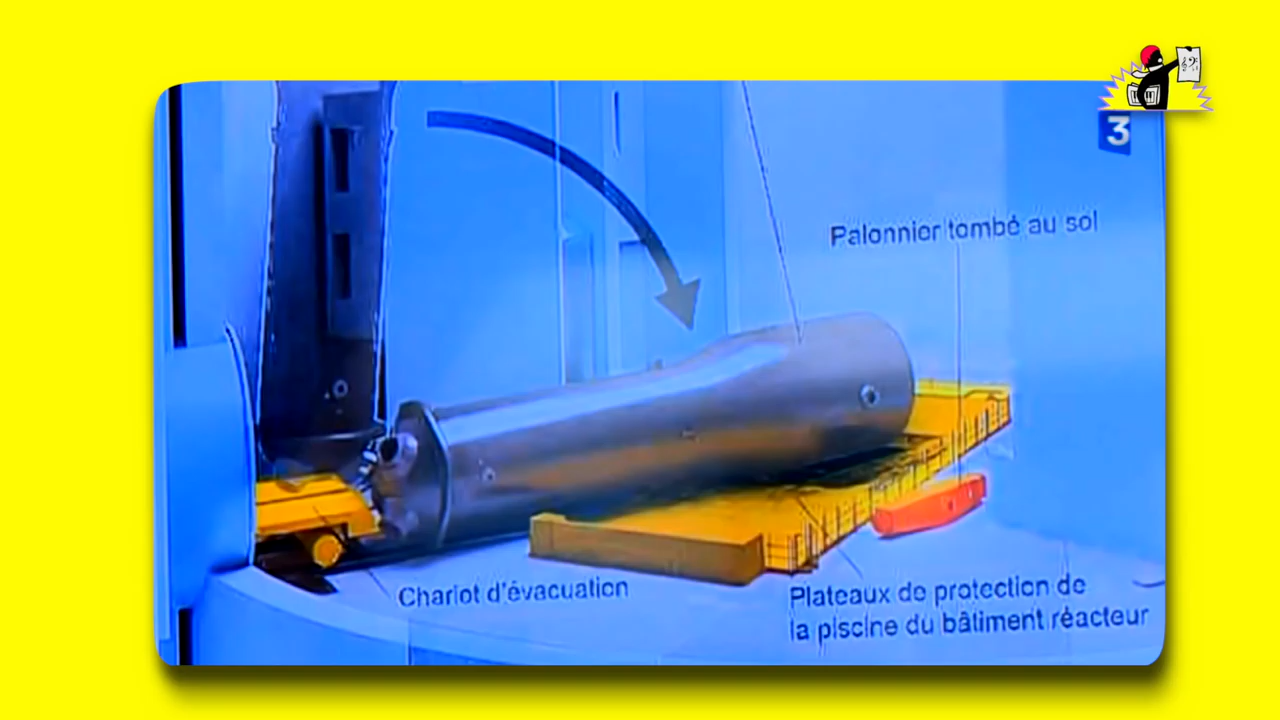 3
Palonnier tombé au sol
Chariot d'évacuation
Plateaux de protection de
la piscine du bâtiment réacteur